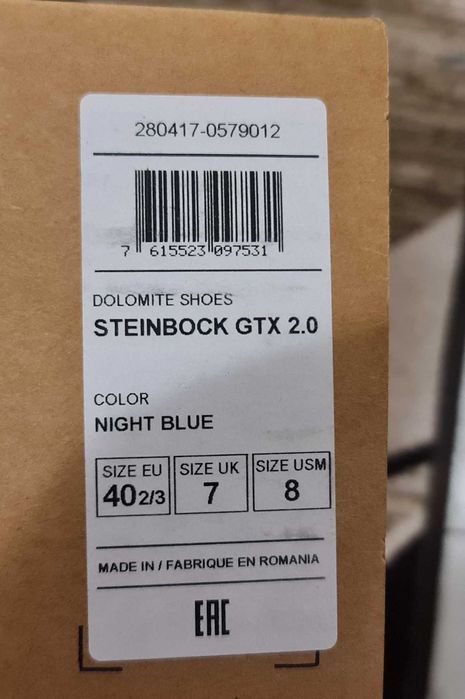 280417-0579012
7 615523 097531
DOLOMITE SHOES
STEINBOCK GTX 2.0
COLOR
NIGHT BLUE
SIZE EU SIZE UK SIZE USM
40 2/3 7 8
MADE IN / FABRIQUE EN ROMANIA
EAC